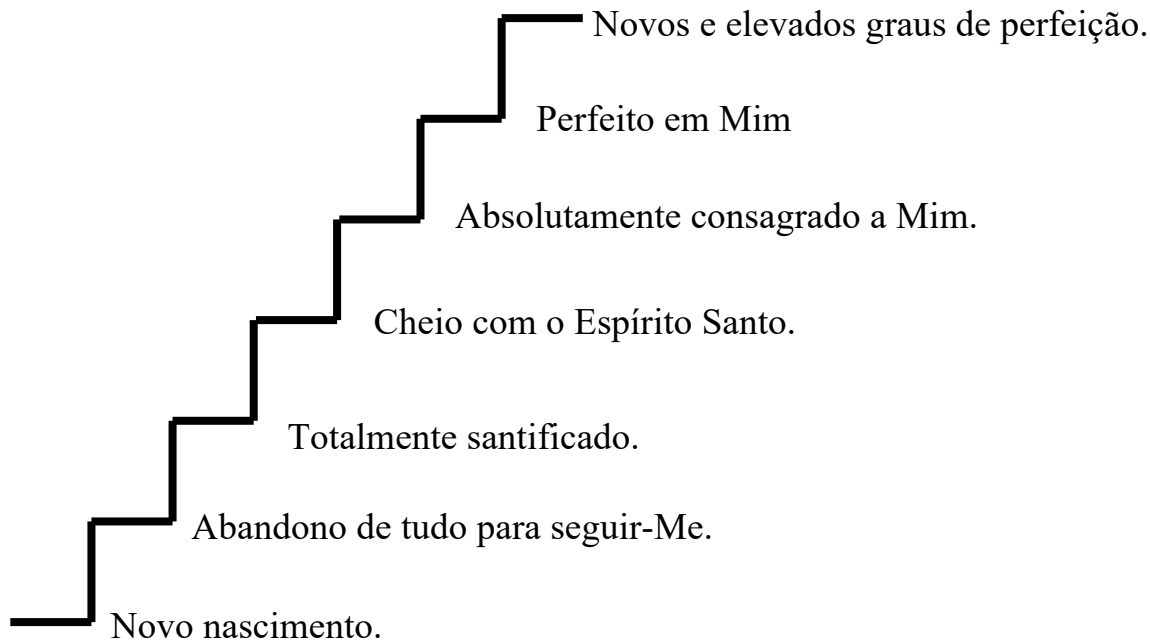 Novos e elevados graus de perfeição.
Perfeito em Mim
Absolutamente consagrado a Mim.
Cheio com o Espírito Santo.
Totalmente santificado.
Abandono de tudo para seguir-Me.
Novo nascimento.